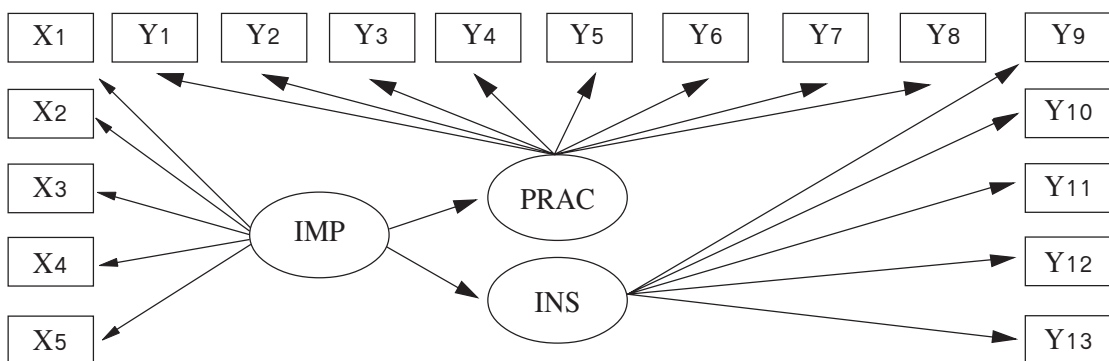 X1 Y1 Y2 Y3 Y4 Y5 Y6 Y7 Y8 Y9
X2 Y10
X3 PRAC Y11
IMP
X4 Y12
INS
X5 Y13